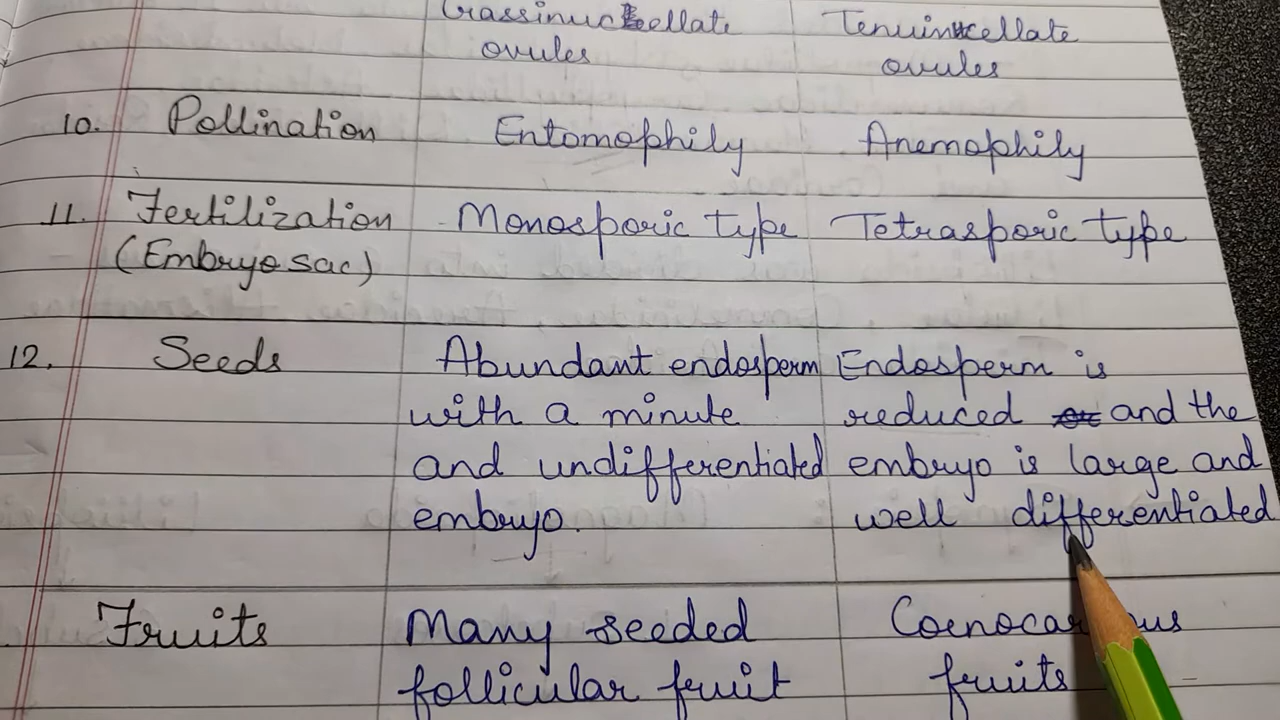 Crassinucellate Tenuinucellate
ovules ovules
10. Pollination Entomophily Anemophily
11. Fertilization Monosporic type Tetrasporic type
(Embryo sac)
12. Seeds Abundant endosperm Endosperm is
with a minute reduced and the
and undifferentiated embryo is large and
embryo. well differentiated
Fruits Many seeded
follicular fruit fruits